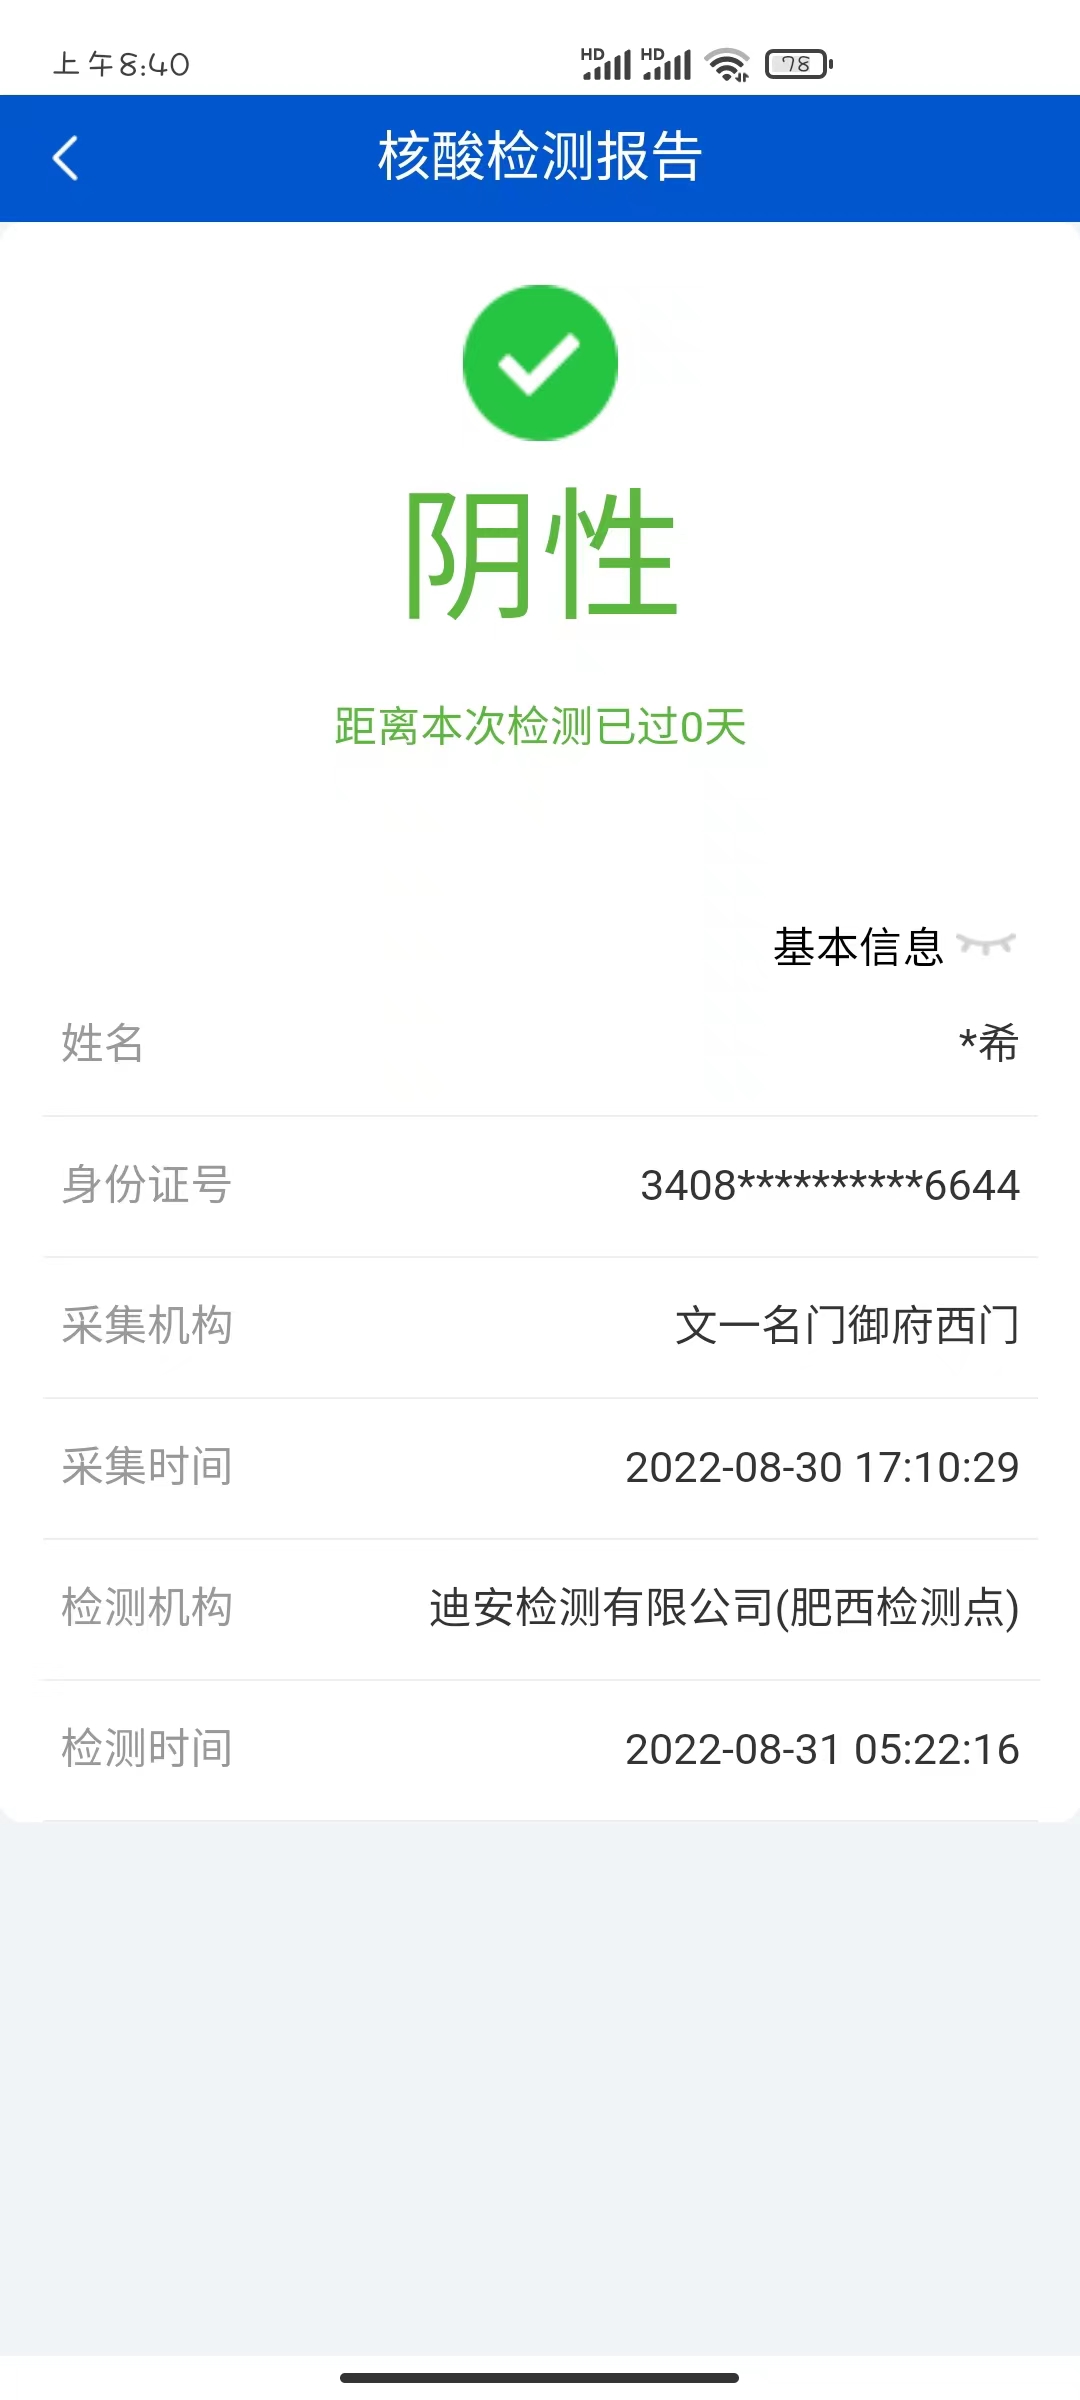 上午8:40
HD HD 78
核酸检测报告
阴性
距离本次检测已过0天
基本信息
姓名 *希
身份证号 3408**********6644
采集机构 文一名门御府西门
采集时间 2022-08-30 17:10:29
检测机构 迪安检测有限公司(肥西检测点)
检测时间 2022-08-31 05:22:16